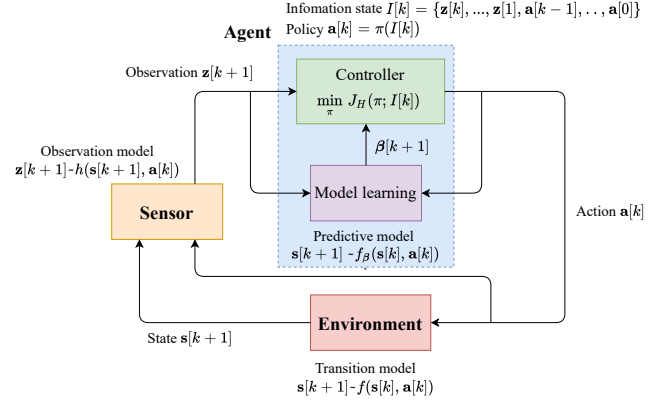 Infomation state I[k] = {z[k], ..., z[1], a[k − 1], . . , a[0]}
Agent Policy a[k] = π(I[k])
Observation z[k + 1]
Controller
min J_H(π; I[k])
π
β[k + 1]
Observation model
z[k + 1]~h(s[k + 1], a[k])
Model learning
Sensor
Action a[k]
Predictive model
s[k + 1] ~f_β(s[k], a[k])
Environment
State s[k + 1]
Transition model
s[k + 1]~f(s[k], a[k])